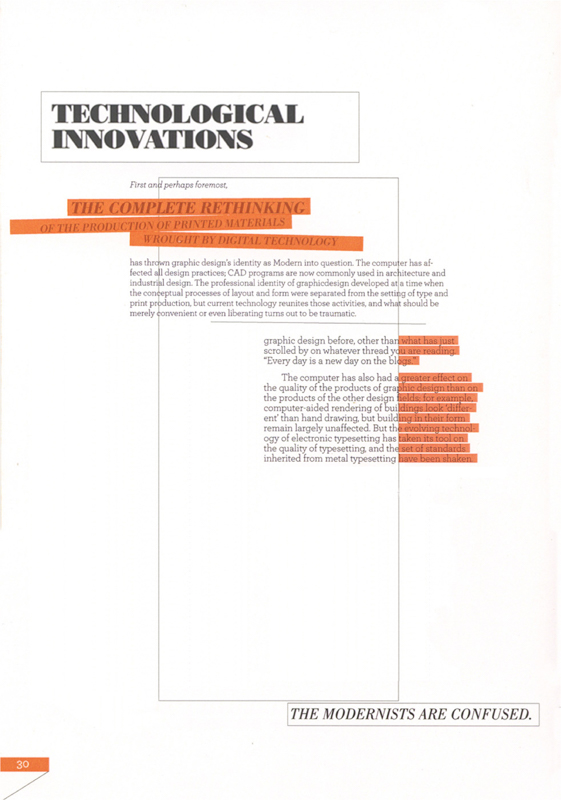 TECHNOLOGICAL
INNOVATIONS
First and perhaps foremost,
THE COMPLETE RETHINKING
OF THE PRODUCTION OF PRINTED MATERIALS
WROUGHT BY DIGITAL TECHNOLOGY
has thrown graphic design's identity as Modern into question. The computer has af-
fected all design practices; CAD programs are now commonly used in architecture and
industrial design. The professional identity of graphicdesign developed at a time when
the conceptual processes of layout and form were separated from the setting of type and
print production, but current technology reunites those activities, and what should be
merely convenient or even liberating turns out to be traumatic.
graphic design before, other than what has just
scrolled by on whatever thread you are reading.
"Every day is a new day on the blogs."
The computer has also had a greater effect on
the quality of the products of graphic design than on
the products of the other design fields; for example,
computer-aided rendering of buildings look 'differ-
ent' than hand drawing, but building in their form
remain largely unaffected. But the evolving technol-
ogy of electronic typesetting has taken its tool on
the quality of typesetting, and the set of standards
inherited from metal typesetting have been shaken.
THE MODERNISTS ARE CONFUSED.
30